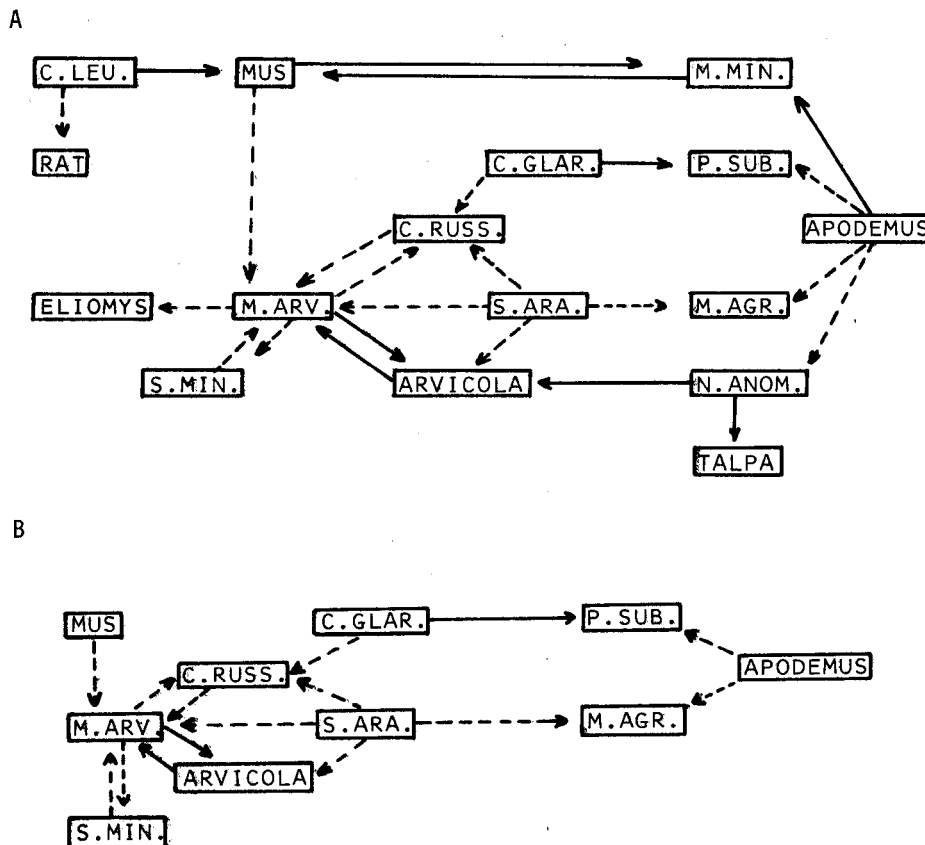 A
C.LEU. MUS M.MIN.
RAT C.GLAR. P.SUB.
C.RUSS. APODEMUS
ELIOMYS M.ARV. S.ARA. M.AGR.
S.MIN. ARVICOLA N.ANOM.
TALPA
B
MUS C.GLAR. P.SUB.
C.RUSS. APODEMUS
M.ARV. S.ARA. M.AGR.
ARVICOLA
S.MIN.